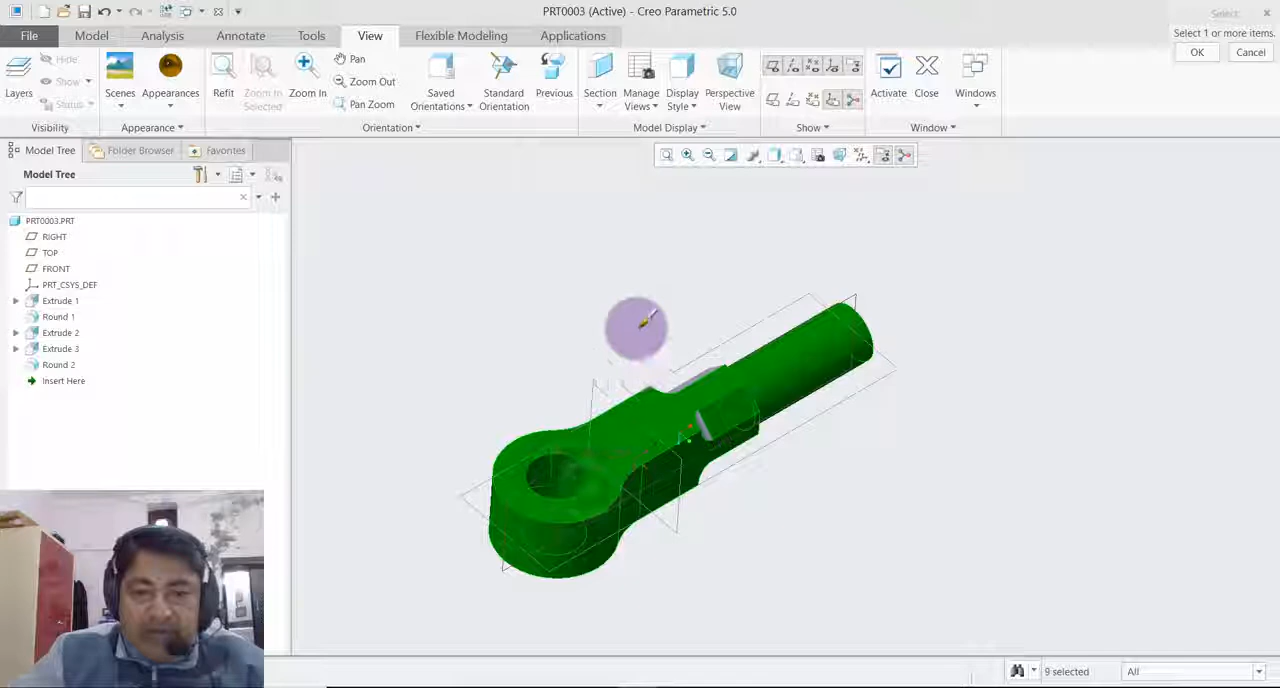 PRT0003 (Active) - Creo Parametric 5.0
Select
Select 1 or more items.
OK
Cancel
File
Model
Analysis
Annotate
Tools
View
Flexible Modeling
Applications
Layers
Hide
Show
Status
Visibility
Scenes
Appearances
Appearance
Refit
Zoom to Selected
Zoom In
Pan
Zoom Out
Pan Zoom
Saved Orientations
Standard Orientation
Previous
Orientation
Section
Manage Views
Display Style
Perspective View
Model Display
Show
Activate
Close
Windows
Window
Model Tree
Folder Browser
Favorites
Model Tree
PRT0003.PRT
RIGHT
TOP
FRONT
PRT_CSYS_DEF
Extrude 1
Round 1
Extrude 2
Extrude 3
Round 2
Insert Here
9 selected
All